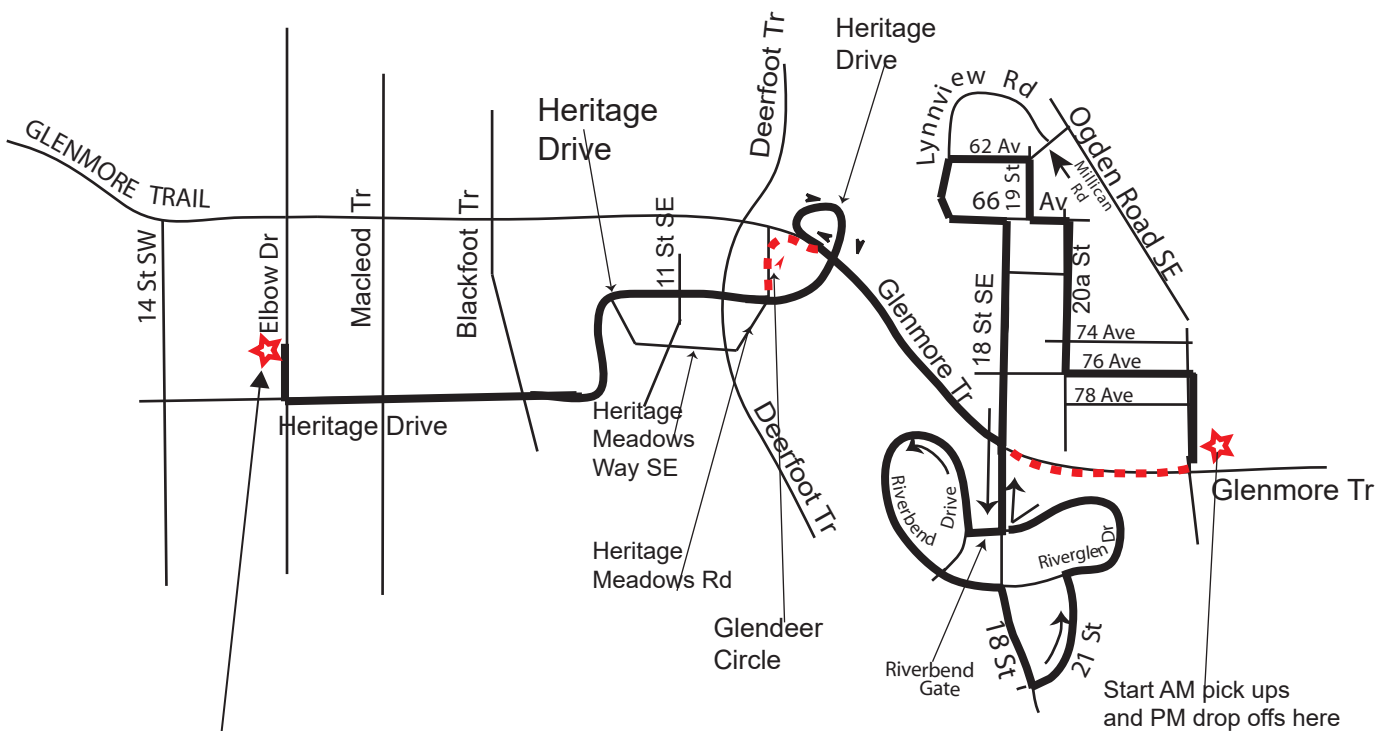 Heritage
Drive
Deerfoot Tr
Lynnview Rd
Ogden Road SE
Heritage
Drive
GLENMORE TRAIL
62 Av
19 St
Millican
Rd
66 Av
14 St SW
Elbow Dr
Macleod Tr
Blackfoot Tr
11 St SE
18 St SE
20a St
74 Ave
76 Ave
78 Ave
Glenmore Tr
Heritage Drive
Heritage
Meadows
Way SE
Deerfoot Tr
Glenmore Tr
Riverbend Drive
Riverglen Dr
Heritage
Meadows Rd
Glendeer
Circle
Riverbend
Gate
18 St
21 St
Start AM pick ups
and PM drop offs here